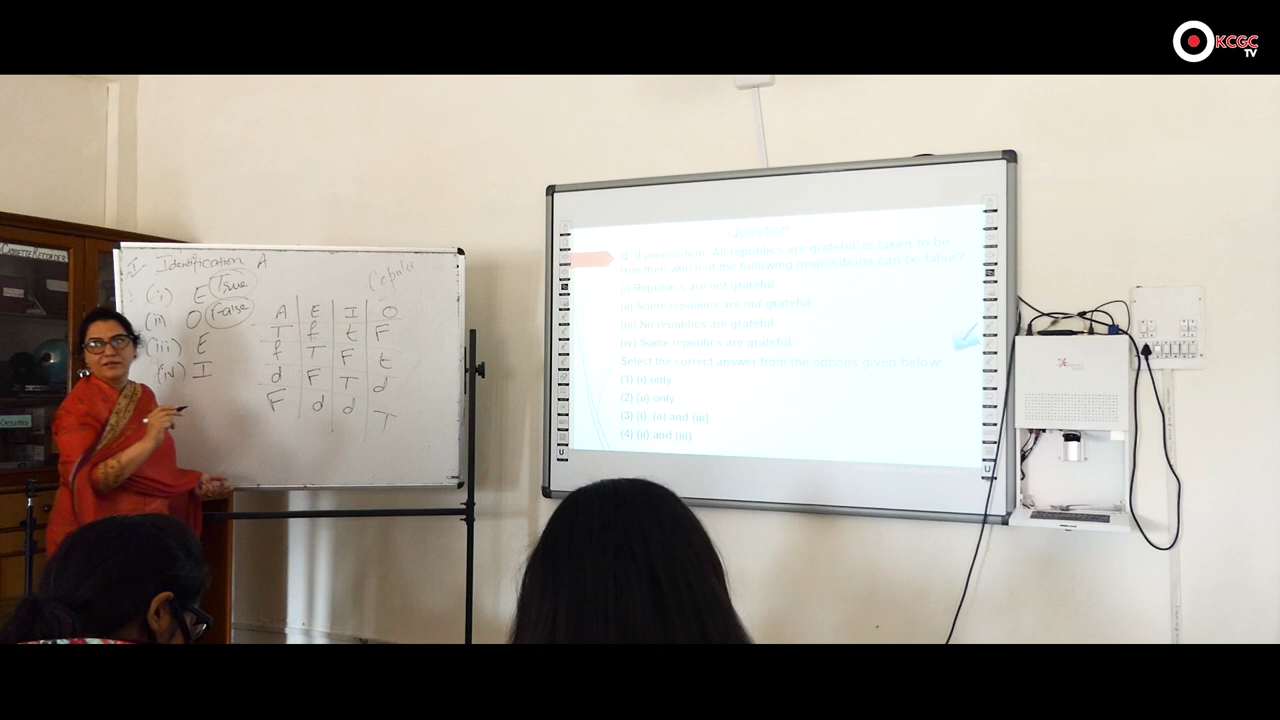 KCGC
TV
CASSETTE RECORDER
I Identification A
(i) E True
(ii) O False
(iii) E
(iv) I
Copula
A E I O
T f t F
f T F t
d F T d
F d d T
Question
Q. If proposition 'All republics are grateful' is taken to be
true then which of the following propositions can be false?
(i) Republics are not grateful
(ii) Some republics are not grateful
(iii) No republics are grateful
(iv) Some republics are grateful
Select the correct answer from the options given below:
(1) (i) only
(2) (ii) only
(3) (i), (ii) and (iii)
(4) (ii) and (iii)
U
U